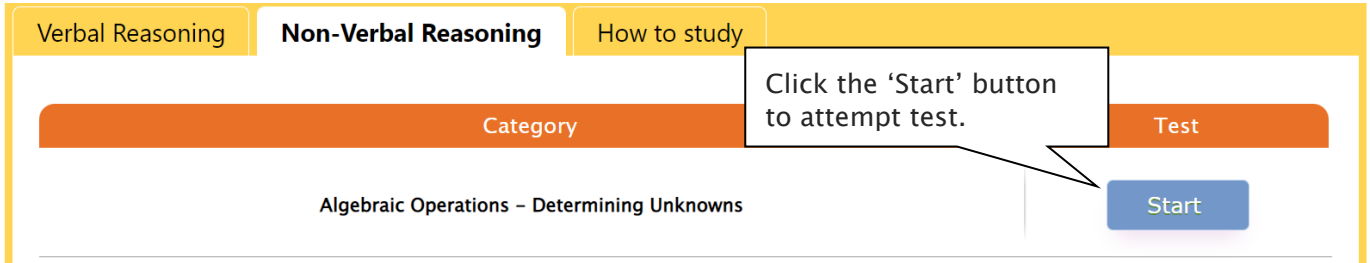 Verbal Reasoning
Non-Verbal Reasoning
How to study
Click the ‘Start’ button
to attempt test.
Category
Test
Algebraic Operations – Determining Unknowns
Start